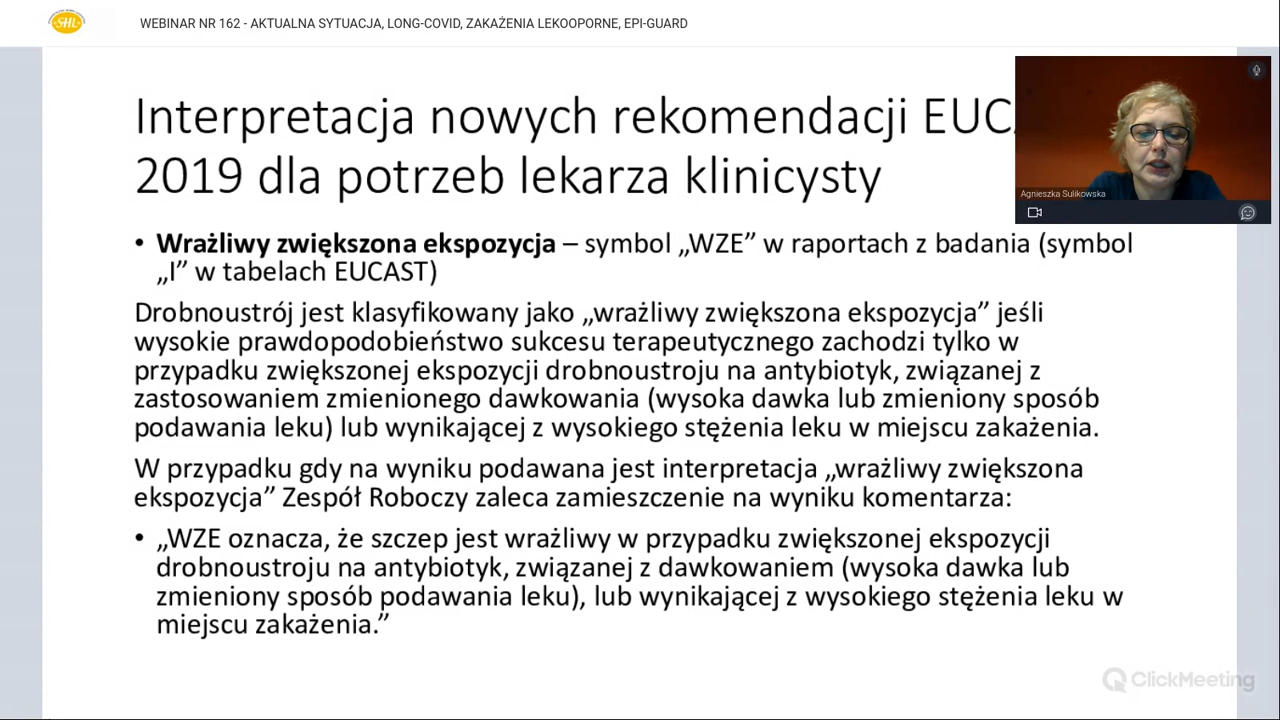 SHL
WEBINAR NR 162 - AKTUALNA SYTUACJA, LONG-COVID, ZAKAŻENIA LEKOOPORNE, EPI-GUARD
Interpretacja nowych rekomendacji
2019 dla potrzeb lekarza klinicysty
Agnieszka Sulikowska
• Wrażliwy zwiększona ekspozycja – symbol „WZE” w raportach z badania (symbol
„I” w tabelach EUCAST)
Drobnoustrój jest klasyfikowany jako „wrażliwy zwiększona ekspozycja” jeśli
wysokie prawdopodobieństwo sukcesu terapeutycznego zachodzi tylko w
przypadku zwiększonej ekspozycji drobnoustroju na antybiotyk, związanej z
zastosowaniem zmienionego dawkowania (wysoka dawka lub zmieniony sposób
podawania leku) lub wynikającej z wysokiego stężenia leku w miejscu zakażenia.
W przypadku gdy na wyniku podawana jest interpretacja „wrażliwy zwiększona
ekspozycja” Zespół Roboczy zaleca zamieszczenie na wyniku komentarza:
• „WZE oznacza, że szczep jest wrażliwy w przypadku zwiększonej ekspozycji
drobnoustroju na antybiotyk, związanej z dawkowaniem (wysoka dawka lub
zmieniony sposób podawania leku), lub wynikającej z wysokiego stężenia leku w
miejscu zakażenia.”
ClickMeeting